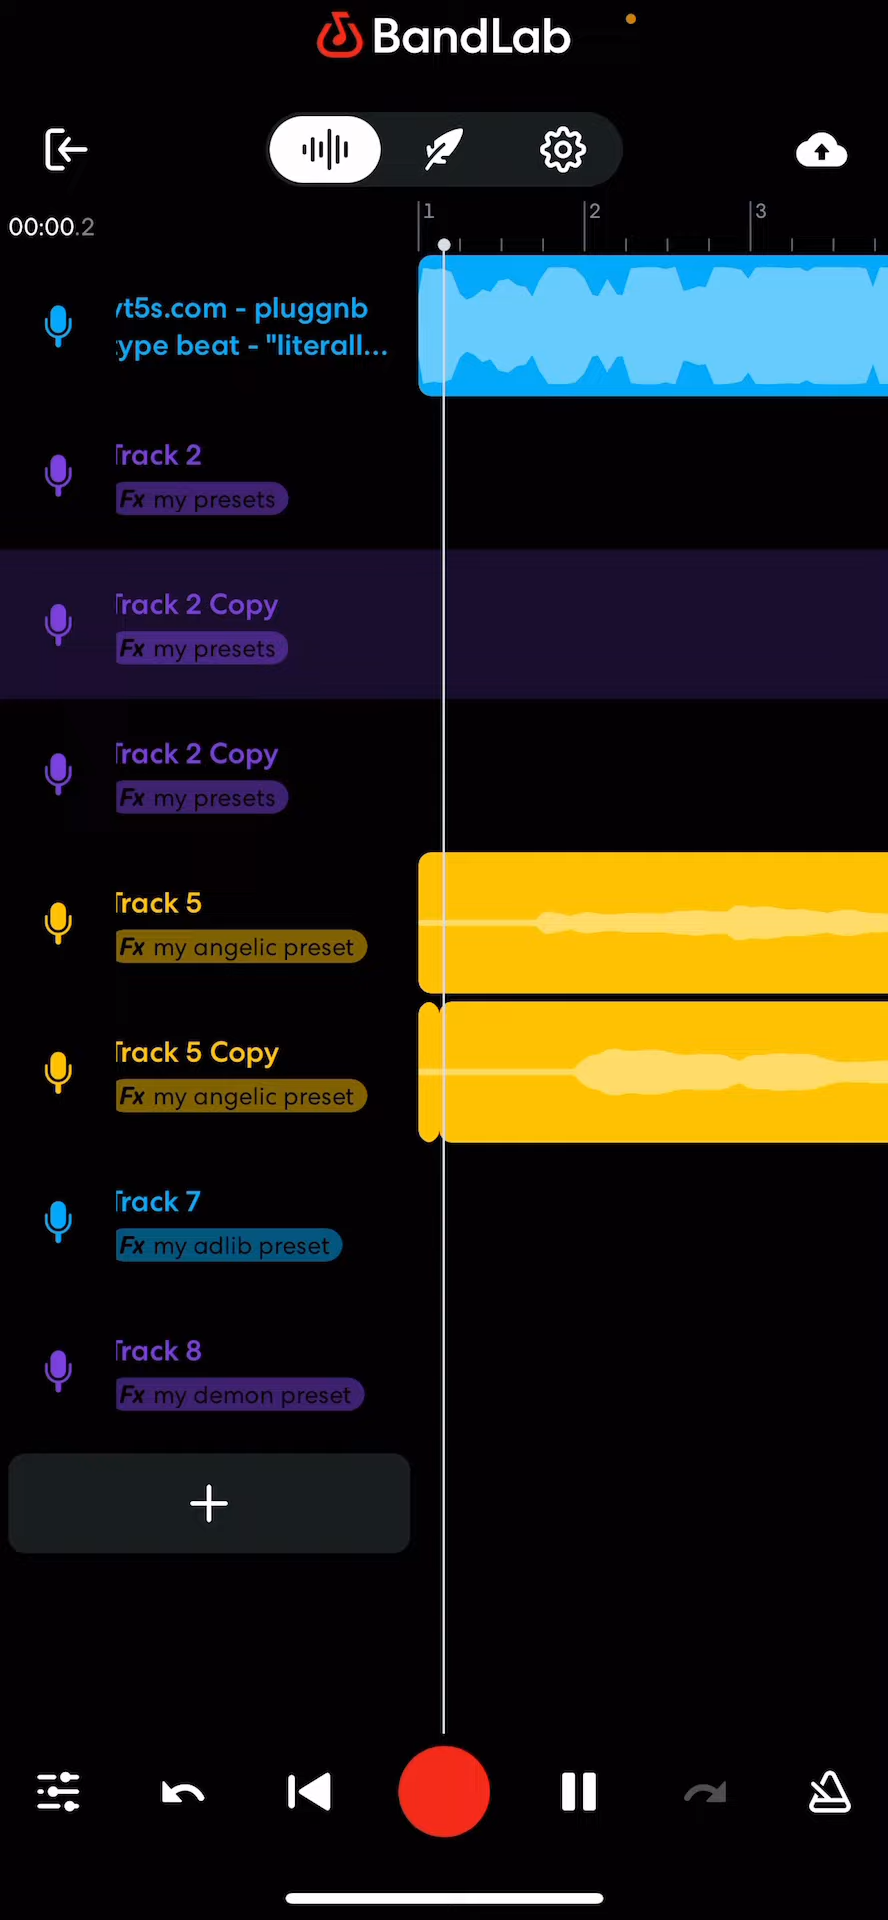 BandLab
1
2
3
00:00.2
yt5s.com - pluggnb
type beat - "literall...
Track 2
Fx my presets
Track 2 Copy
Fx my presets
Track 2 Copy
Fx my presets
Track 5
Fx my angelic preset
Track 5 Copy
Fx my angelic preset
Track 7
Fx my adlib preset
Track 8
Fx my demon preset